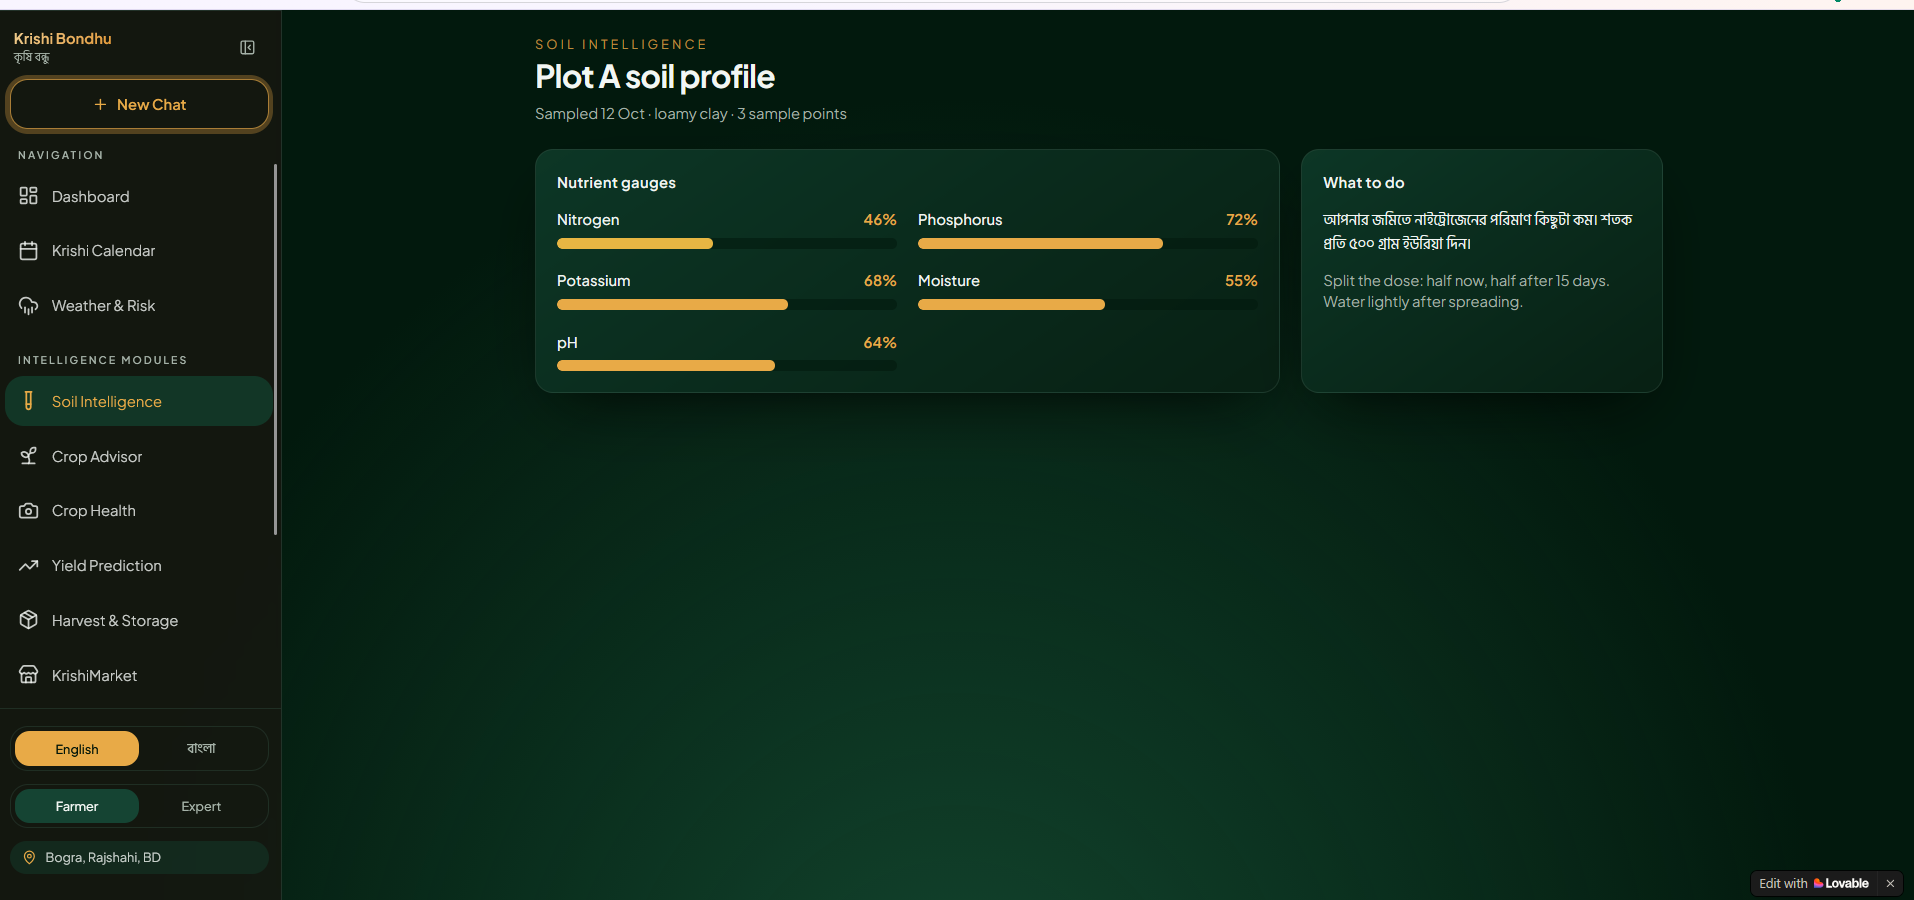 Krishi Bondhu
কৃষি বন্ধু
New Chat
NAVIGATION
Dashboard
Krishi Calendar
Weather & Risk
INTELLIGENCE MODULES
Soil Intelligence
Crop Advisor
Crop Health
Yield Prediction
Harvest & Storage
KrishiMarket
English
বাংলা
Farmer
Expert
Bogra, Rajshahi, BD
SOIL INTELLIGENCE
Plot A soil profile
Sampled 12 Oct · loamy clay · 3 sample points
Nutrient gauges
Nitrogen 46%
Phosphorus 72%
Potassium 68%
Moisture 55%
pH 64%
What to do
আপনার জমিতে নাইট্রোজেনের পরিমাণ কিছুটা কম। শতক
প্রতি ৫০০ গ্রাম ইউরিয়া দিন।
Split the dose: half now, half after 15 days.
Water lightly after spreading.
Edit with Lovable